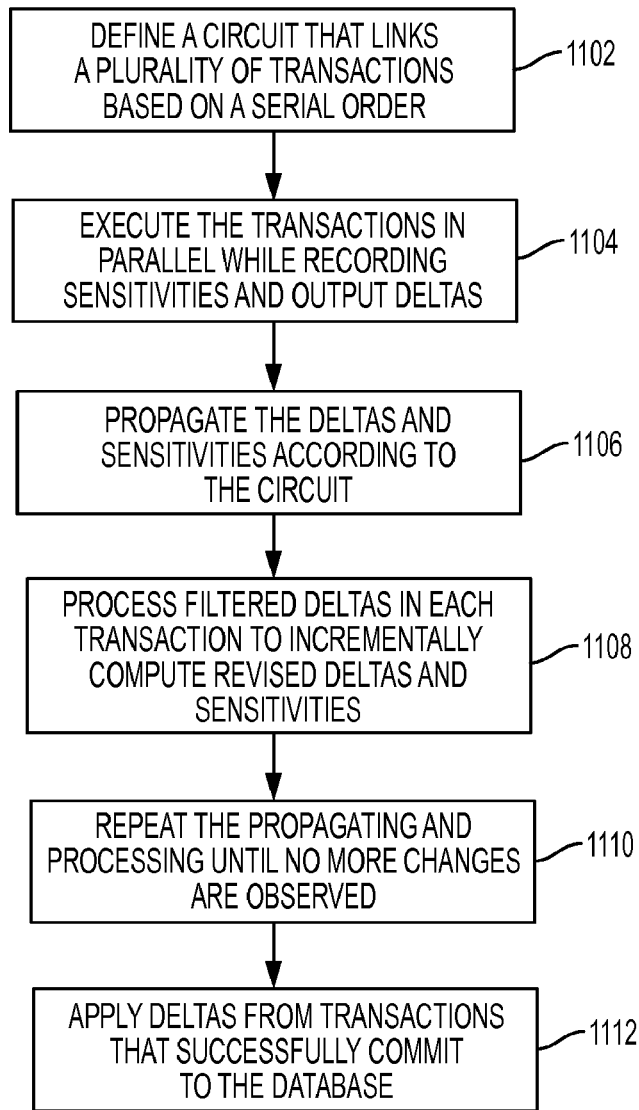 DEFINE A CIRCUIT THAT LINKS
A PLURALITY OF TRANSACTIONS
BASED ON A SERIAL ORDER
1102
EXECUTE THE TRANSACTIONS IN
PARALLEL WHILE RECORDING
SENSITIVITIES AND OUTPUT DELTAS
1104
PROPAGATE THE DELTAS AND
SENSITIVITIES ACCORDING TO
THE CIRCUIT
1106
PROCESS FILTERED DELTAS IN EACH
TRANSACTION TO INCREMENTALLY
COMPUTE REVISED DELTAS AND
SENSITIVITIES
1108
REPEAT THE PROPAGATING AND
PROCESSING UNTIL NO MORE CHANGES
ARE OBSERVED
1110
APPLY DELTAS FROM TRANSACTIONS
THAT SUCCESSFULLY COMMIT
TO THE DATABASE
1112